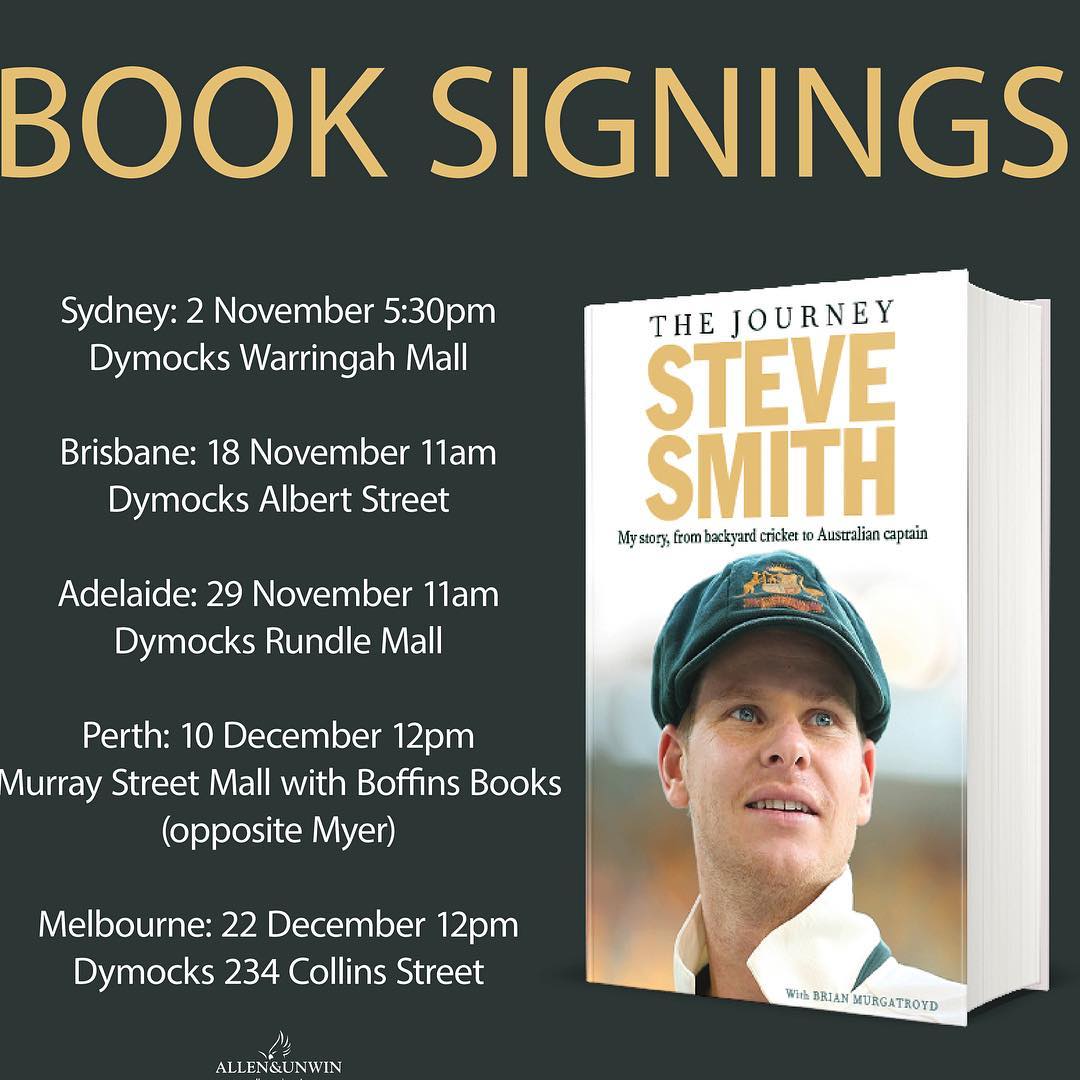 BOOK SIGNINGS
Sydney: 2 November 5:30pm
Dymocks Warringah Mall
Brisbane: 18 November 11am
Dymocks Albert Street
Adelaide: 29 November 11am
Dymocks Rundle Mall
Perth: 10 December 12pm
Murray Street Mall with Boffins Books
(opposite Myer)
Melbourne: 22 December 12pm
Dymocks 234 Collins Street
ALLEN&UNWIN
THE JOURNEY
STEVE
SMITH
My story, from backyard cricket to Australian captain
With BRIAN MURGATROYD